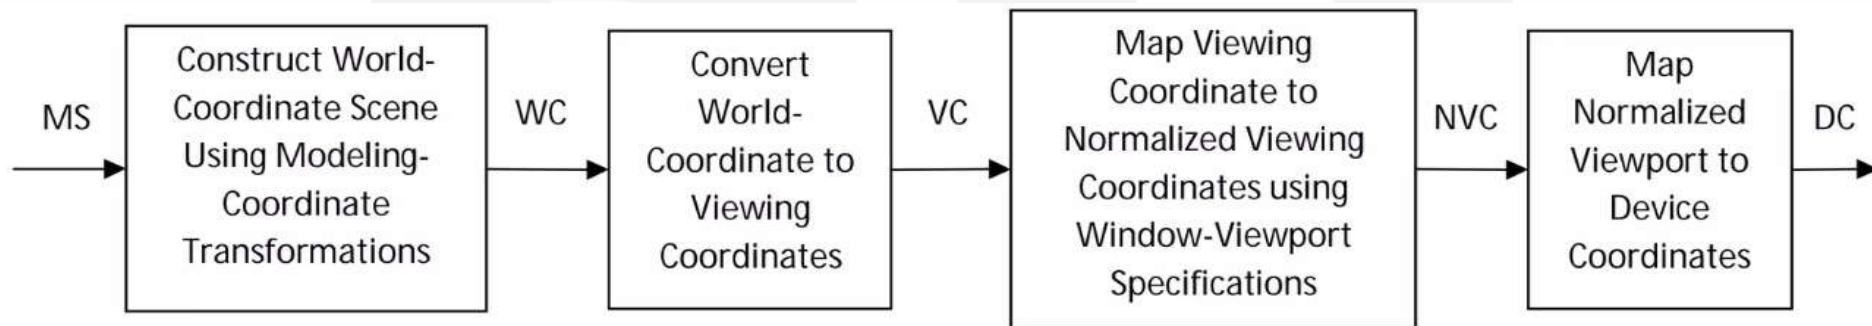 MS
Construct World-
Coordinate Scene
Using Modeling-
Coordinate
Transformations
WC
Convert
World-
Coordinate to
Viewing
Coordinates
VC
Map Viewing
Coordinate to
Normalized Viewing
Coordinates using
Window-Viewport
Specifications
NVC
Map
Normalized
Viewport to
Device
Coordinates
DC